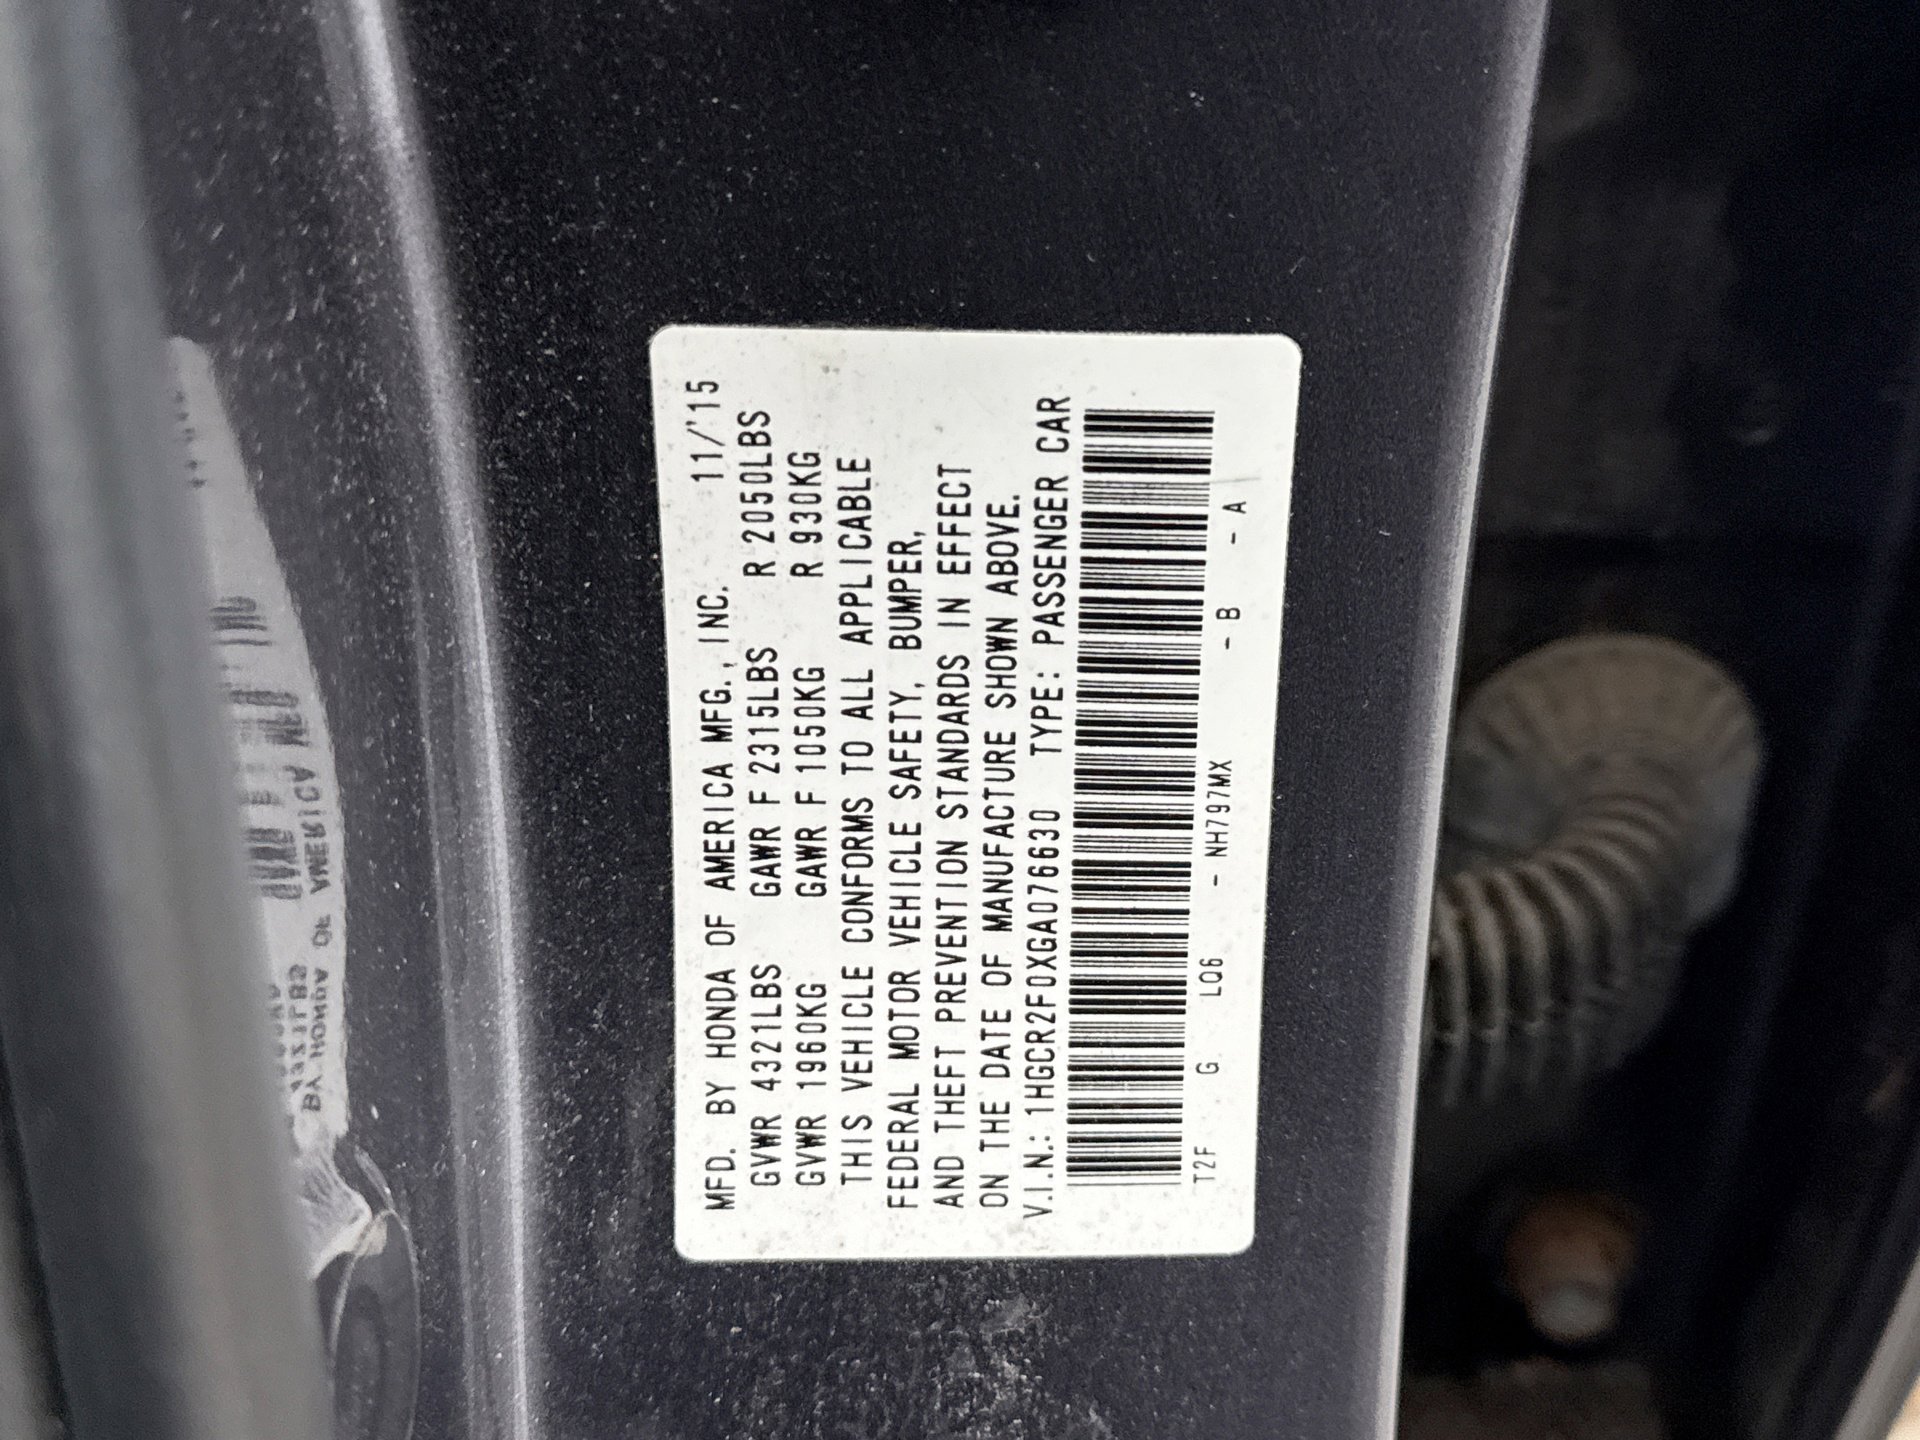 MFD. BY HONDA OF AMERICA MFG., INC. 11/'15
GVWR 4321LBS GAWR F 2315LBS R 2050LBS
GVWR 1960KG GAWR F 1050KG R 930KG
THIS VEHICLE CONFORMS TO ALL APPLICABLE
FEDERAL MOTOR VEHICLE SAFETY, BUMPER,
AND THEFT PREVENTION STANDARDS IN EFFECT
ON THE DATE OF MANUFACTURE SHOWN ABOVE.
V.I.N.: 1HGCR2F0XGA076630 TYPE: PASSENGER CAR
T2F G LQ6 - NH797MX - B - A